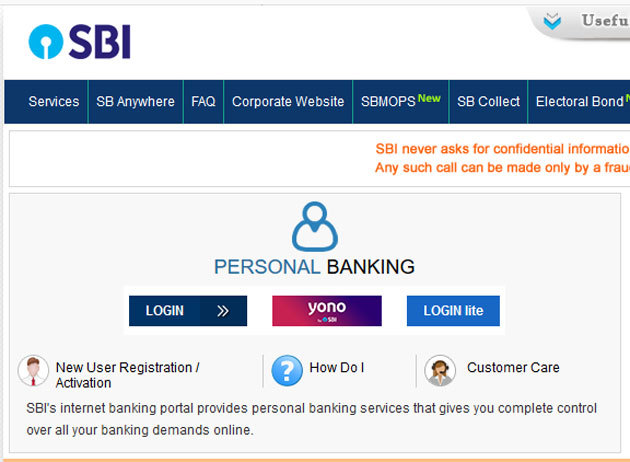 SBI
Usefu
Services SB Anywhere FAQ Corporate Website SBMOPS New SB Collect Electoral Bond
SBI never asks for confidential informatio
Any such call can be made only by a frau
PERSONAL BANKING
LOGIN yono LOGIN lite
by SBI
New User Registration / How Do I Customer Care
Activation
SBI's internet banking portal provides personal banking services that gives you complete control
over all your banking demands online.